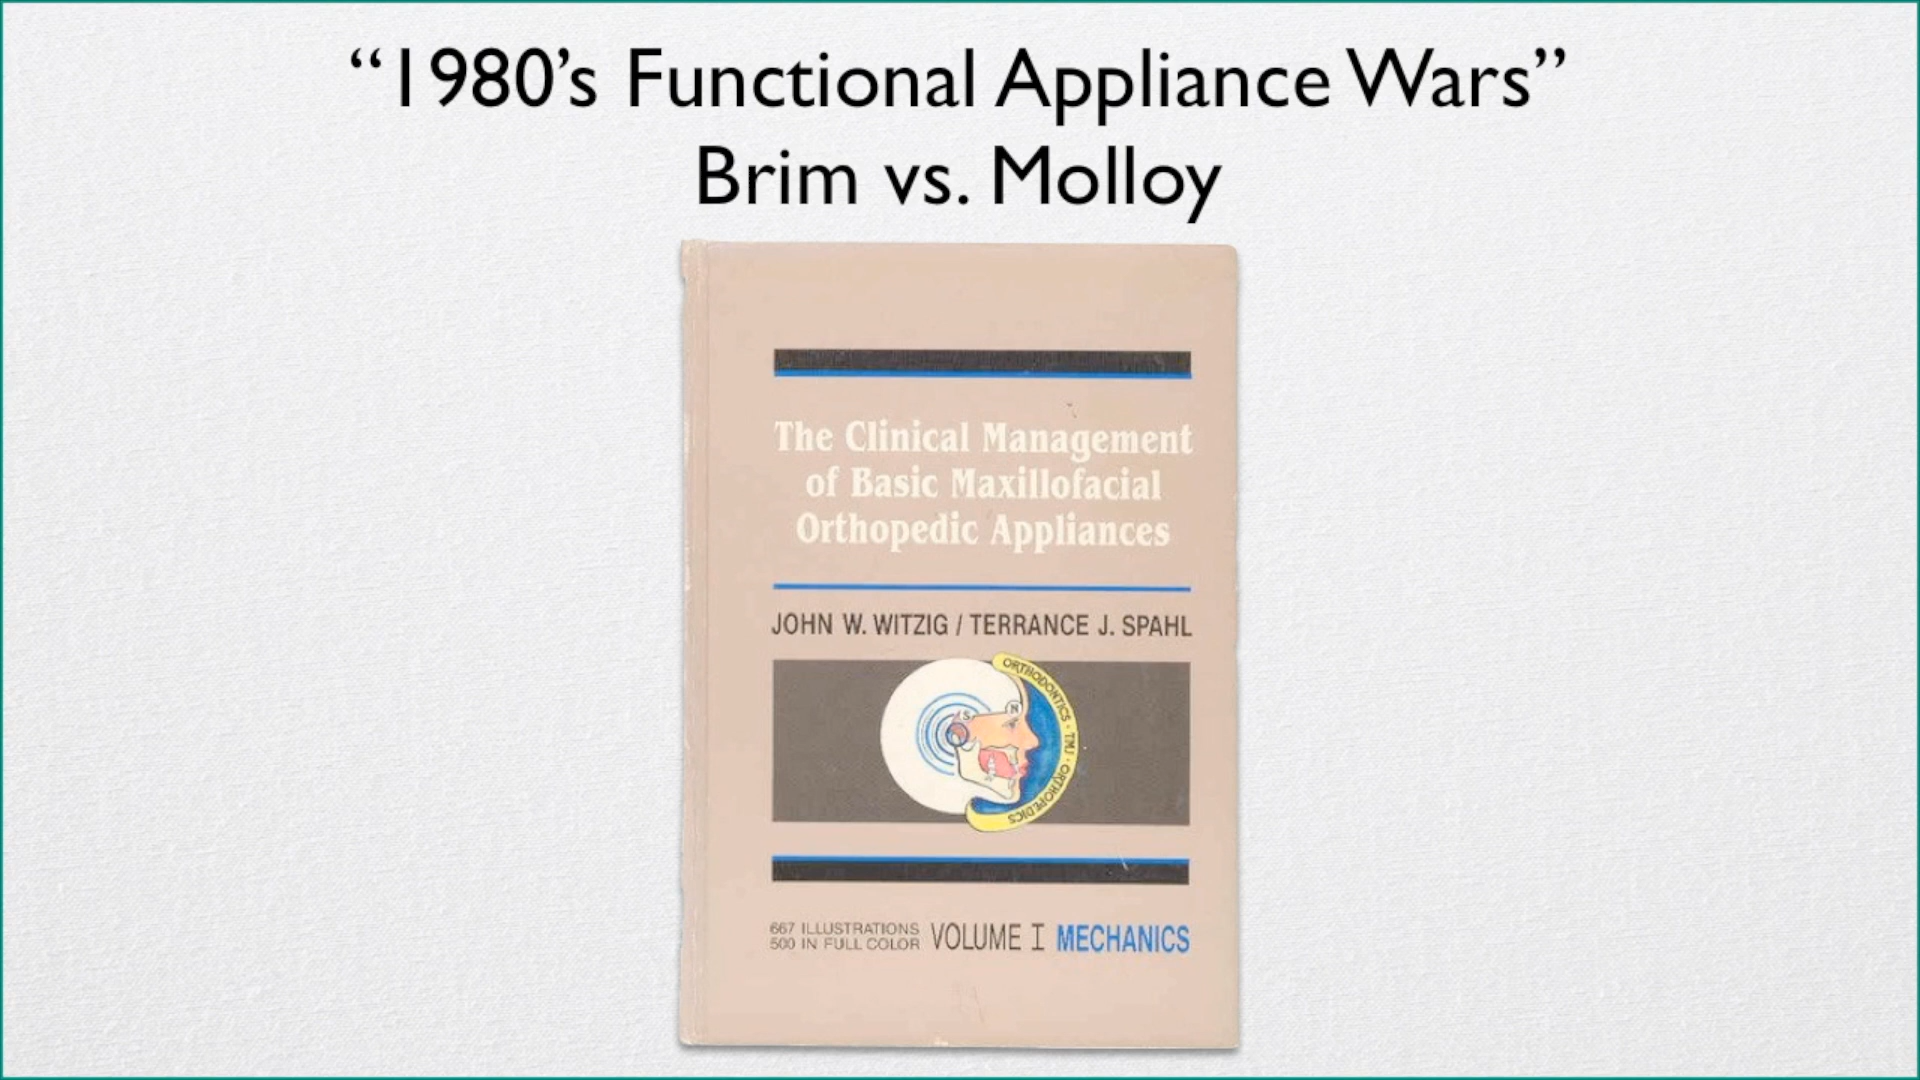 “1980’s Functional Appliance Wars”
Brim vs. Molloy
The Clinical Management
of Basic Maxillofacial
Orthopedic Appliances
JOHN W. WITZIG / TERRANCE J. SPAHL
S
N
ORTHODONTICS · TMJ · ORTHOPEDICS
667 ILLUSTRATIONS
500 IN FULL COLOR
VOLUME I MECHANICS